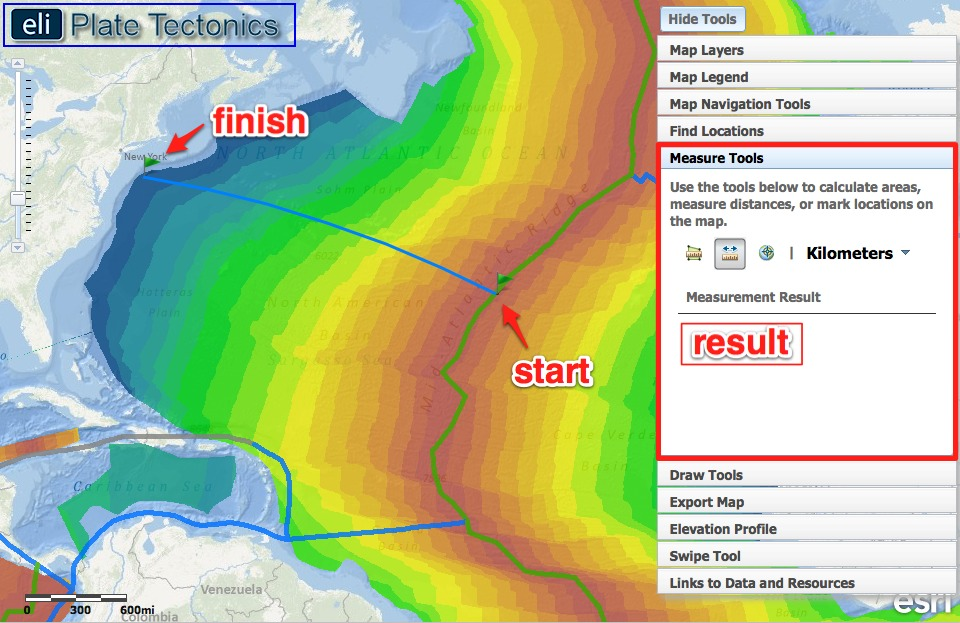 eli Plate Tectonics
Hide Tools
Map Layers
Map Legend
Map Navigation Tools
Find Locations
Measure Tools
Use the tools below to calculate areas,
measure distances, or mark locations on
the map.
Kilometers
Measurement Result
result
Draw Tools
Export Map
Elevation Profile
Swipe Tool
Links to Data and Resources
finish
start
New York
Newfoundland
Basin
NORTH ATLANTIC OCEAN
Sohm Plain
Mid Atlantic Ridge
Hatteras
Plain
North American
Basin
Sargasso Sea
Cape Verde
Basin
Caribbean Sea
Venezuela
Colombia
0 300 600mi
esri